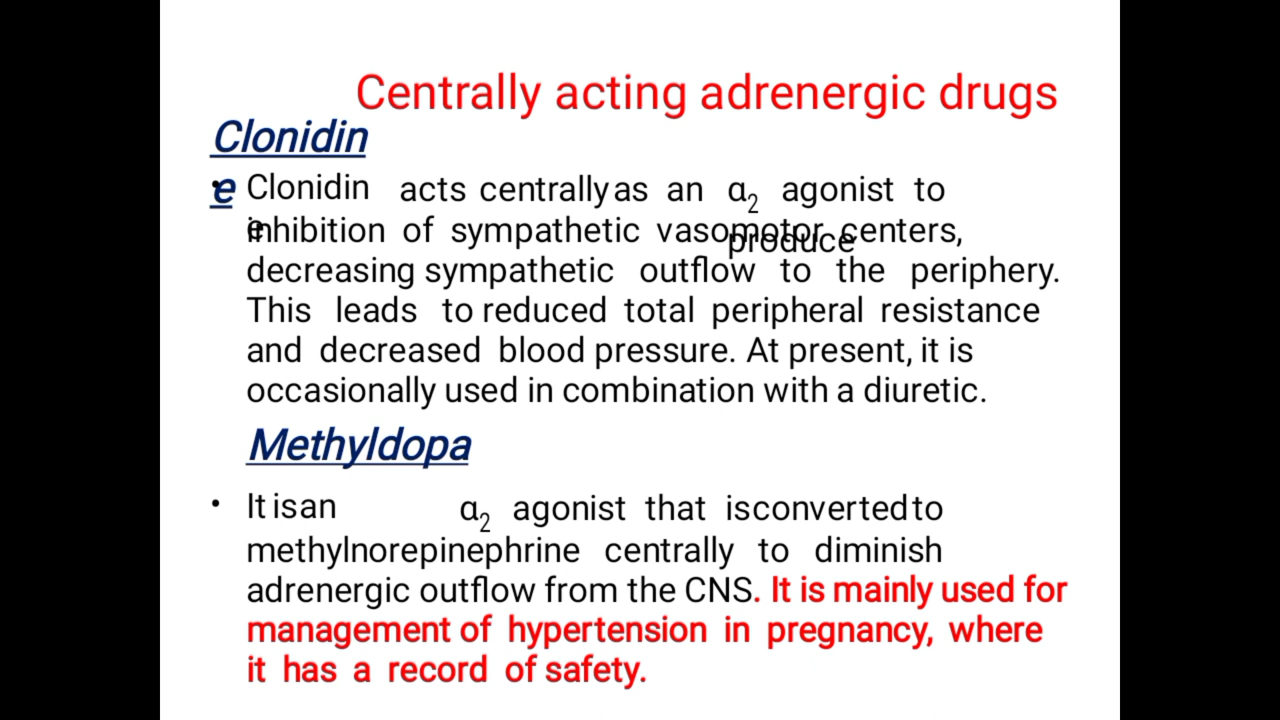 Centrally acting adrenergic drugs
Clonidin
e
• Clonidin acts centrally as an α2 agonist to
e
produce
inhibition of sympathetic vasomotor centers,
decreasing sympathetic outflow to the periphery.
This leads to reduced total peripheral resistance
and decreased blood pressure. At present, it is
occasionally used in combination with a diuretic.
Methyldopa
• It is an α2 agonist that isconvertedto
methylnorepinephrine centrally to diminish
adrenergic outflow from the CNS. It is mainly used for
management of hypertension in pregnancy, where
it has a record of safety.